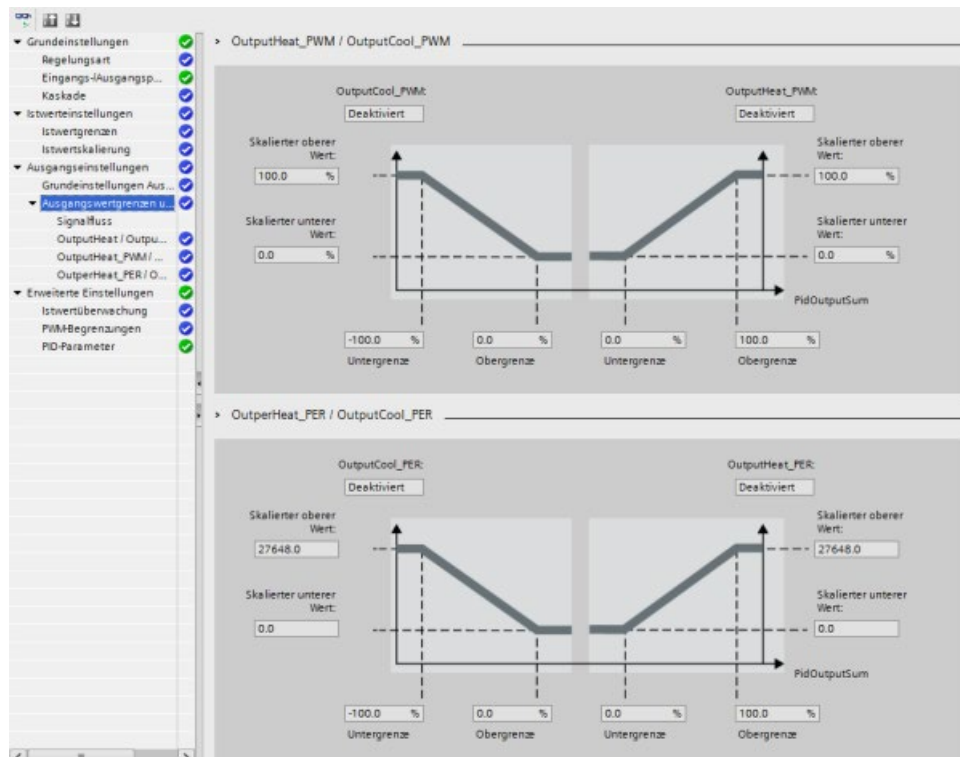 Grundeinstellungen
Regelungsart
Eingangs-/Ausgangsp...
Kaskade
Istwerteinstellungen
Istwertgrenzen
Istwertskalierung
Ausgangseinstellungen
Grundeinstellungen Aus...
Ausgangswertgrenzen u...
Signalfluss
OutputHeat / Outpu...
OutputHeat_PWM / ...
OutperHeat_PER / O...
Erweiterte Einstellungen
Istwertüberwachung
PWM-Begrenzungen
PID-Parameter
OutputHeat_PWM / OutputCool_PWM
OutputCool_PWM:
Deaktiviert
OutputHeat_PWM:
Deaktiviert
Skalierter oberer
Wert:
100.0 %
Skalierter oberer
Wert:
100.0 %
Skalierter unterer
Wert:
0.0 %
Skalierter unterer
Wert:
0.0 %
PidOutputSum
-100.0 %
0.0 %
0.0 %
100.0 %
Untergrenze
Obergrenze
Untergrenze
Obergrenze
OutperHeat_PER / OutputCool_PER
OutputCool_PER:
Deaktiviert
OutputHeat_PER:
Deaktiviert
Skalierter oberer
Wert:
27648.0
Skalierter oberer
Wert:
27648.0
Skalierter unterer
Wert:
0.0
Skalierter unterer
Wert:
0.0
PidOutputSum
-100.0 %
0.0 %
0.0 %
100.0 %
Untergrenze
Obergrenze
Untergrenze
Obergrenze